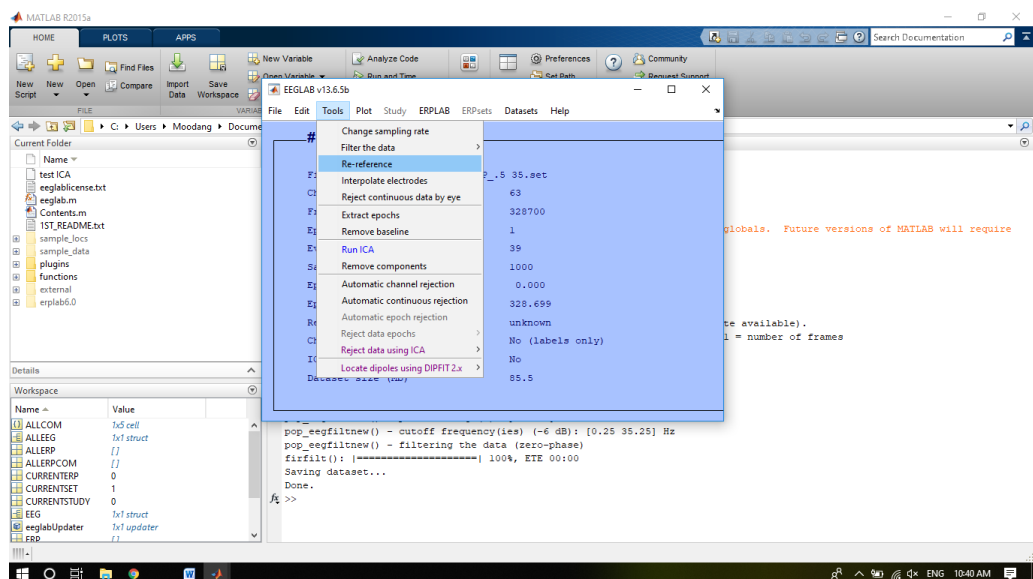 MATLAB R2015a
HOME PLOTS APPS
Search Documentation
New Script
New
Open
Find Files
Compare
Import Data
Save Workspace
New Variable
Open Variable
Analyze Code
Run and Time
Preferences
Set Path
Community
Request Support
FILE
VARIAB
C: Users Moodang Docume
Current Folder
Name
test ICA
eeglablicense.txt
eeglab.m
Contents.m
1ST_README.txt
sample_locs
sample_data
plugins
functions
external
erplab6.0
Details
Workspace
Name Value
ALLCOM 1x5 cell
ALLEEG 1x1 struct
ALLERP []
ALLERPCOM []
CURRENTERP 0
CURRENTSET 1
CURRENTSTUDY 0
EEG 1x1 struct
eeglabUpdater 1x1 updater
ERP []
EEGLAB v13.6.5b
File Edit Tools Plot Study ERPLAB ERPsets Datasets Help
#
Change sampling rate
Filter the data
Re-reference
Interpolate electrodes
Reject continuous data by eye
Extract epochs
Remove baseline
Run ICA
Remove components
Automatic channel rejection
Automatic continuous rejection
Automatic epoch rejection
Reject data epochs
Reject data using ICA
Locate dipoles using DIPFIT 2.x
_.5 35.set
63
328700
1
39
1000
0.000
328.699
unknown
No (labels only)
No
Dataset size (Mb) 85.5
globals. Future versions of MATLAB will require
te available).
= number of frames
pop_eegfiltnew() - cutoff frequency(ies) (-6 dB): [0.25 35.25] Hz
pop_eegfiltnew() - filtering the data (zero-phase)
firfilt(): |====================| 100%, ETE 00:00
Saving dataset...
Done.
fx >>
ENG 10:40 AM